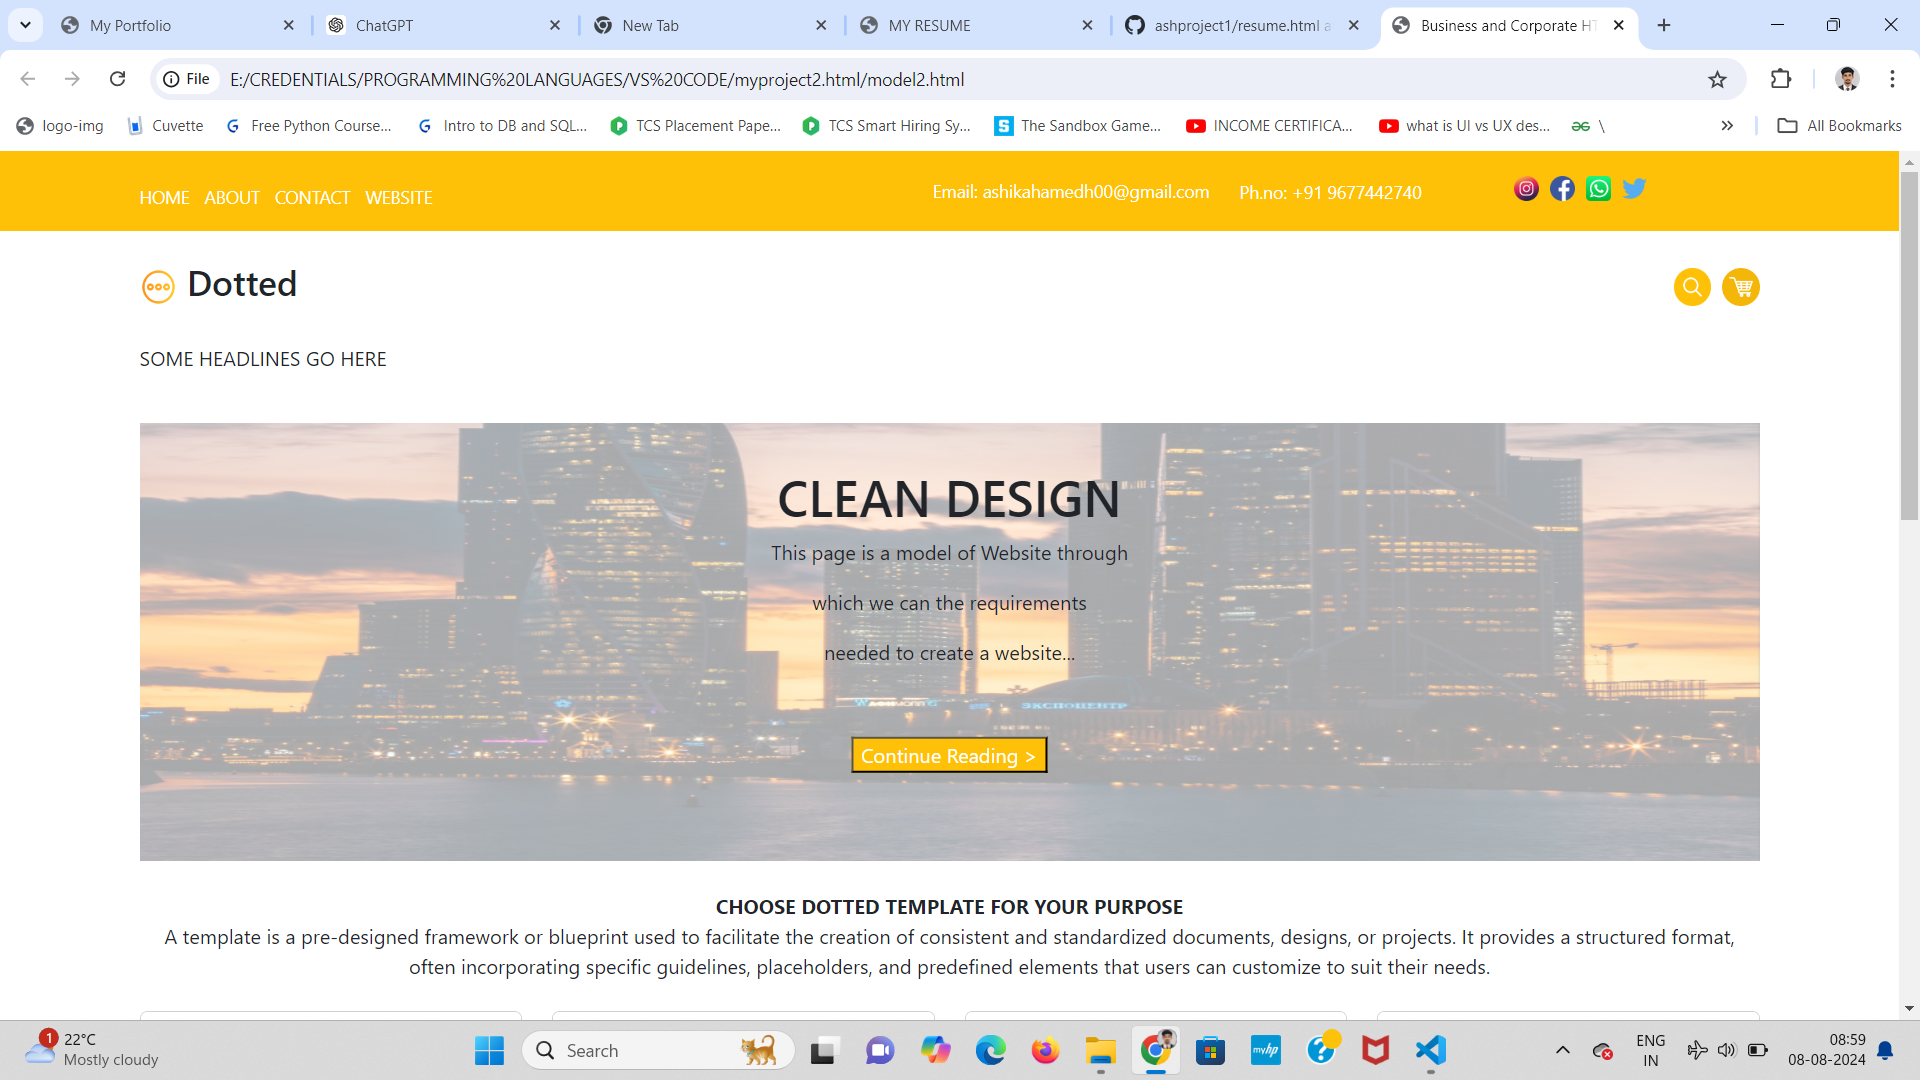 My Portfolio
ChatGPT
New Tab
MY RESUME
ashproject1/resume.html a
Business and Corporate HT
File
E:/CREDENTIALS/PROGRAMMING%20LANGUAGES/VS%20CODE/myproject2.html/model2.html
logo-img
Cuvette
Free Python Course...
Intro to DB and SQL...
TCS Placement Pape...
TCS Smart Hiring Sy...
The Sandbox Game...
INCOME CERTIFICA...
what is UI vs UX des...
\
All Bookmarks
HOME ABOUT CONTACT WEBSITE
Email: ashikahamedh00@gmail.com
Ph.no: +91 9677442740
Dotted
SOME HEADLINES GO HERE
CLEAN DESIGN
This page is a model of Website through
which we can the requirements
needed to create a website...
ЭКСПОЦЕНТР
Continue Reading >
CHOOSE DOTTED TEMPLATE FOR YOUR PURPOSE
A template is a pre-designed framework or blueprint used to facilitate the creation of consistent and standardized documents, designs, or projects. It provides a structured format,
often incorporating specific guidelines, placeholders, and predefined elements that users can customize to suit their needs.
1
22°C
Mostly cloudy
Search
myhp
ENG
IN
08:59
08-08-2024